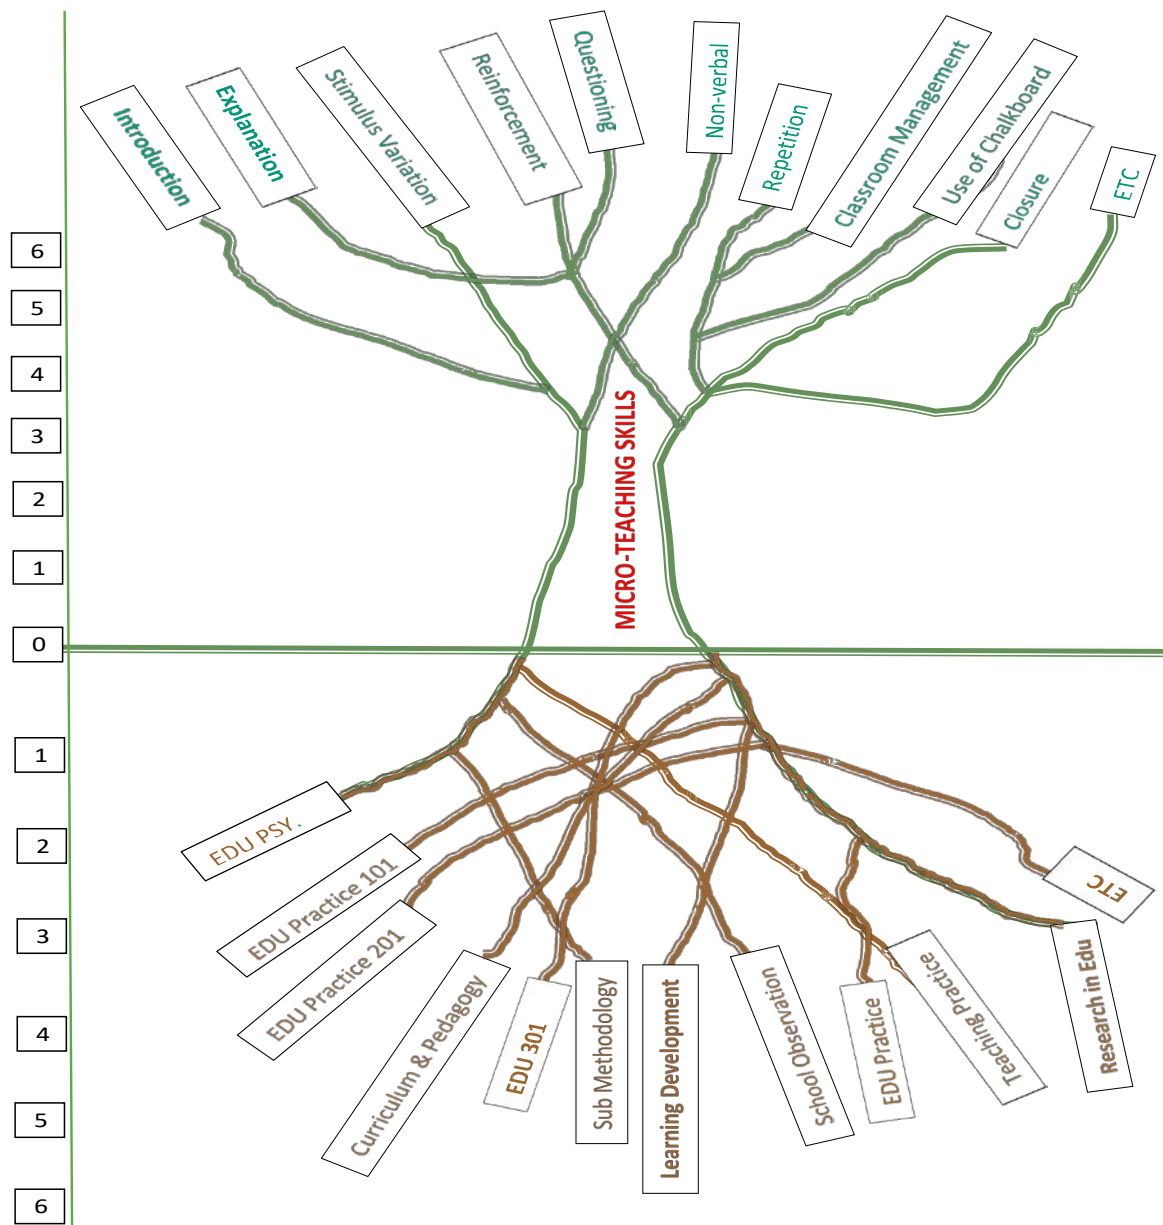 Introduction
Explanation
Stimulus Variation
Reinforcement
Questioning
Non-verbal
Repetition
Classroom Management
Use of Chalkboard
Closure
ETC
6
5
4
3
2
1
0
MICRO-TEACHING SKILLS
1
2
3
4
5
6
EDU PSY.
EDU Practice 101
EDU Practice 201
Curriculum & Pedagogy
EDU 301
Sub Methodology
Learning Development
School Observation
EDU Practice
Teaching Practice
Research in Edu
ETC